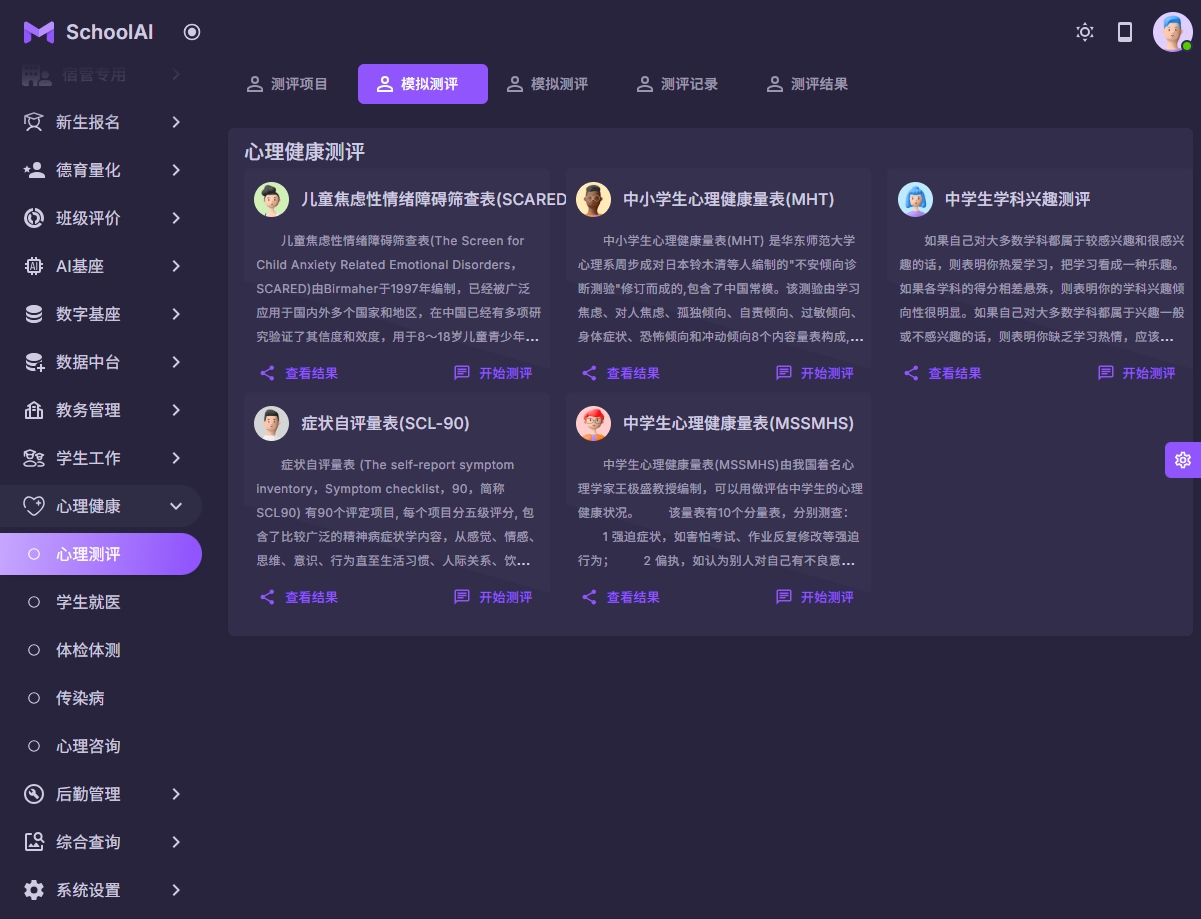 SchoolAI
宿管专用
新生报名
德育量化
班级评价
AI基座
数字基座
数据中台
教务管理
学生工作
心理健康
心理测评
学生就医
体检体测
传染病
心理咨询
后勤管理
综合查询
系统设置
测评项目
模拟测评
模拟测评
测评记录
测评结果
心理健康测评
儿童焦虑性情绪障碍筛查表(SCARED
儿童焦虑性情绪障碍筛查表(The Screen for
Child Anxiety Related Emotional Disorders，
SCARED)由Birmaher于1997年编制，已经被广泛
应用于国内外多个国家和地区，在中国已经有多项研
究验证了其信度和效度，用于8～18岁儿童青少年...
查看结果
开始测评
中小学生心理健康量表(MHT)
中小学生心理健康量表(MHT) 是华东师范大学
心理系周步成对日本铃木清等人编制的"不安倾向诊
断测验"修订而成的,包含了中国常模。该测验由学习
焦虑、对人焦虑、孤独倾向、自责倾向、过敏倾向、
身体症状、恐怖倾向和冲动倾向8个内容量表构成,...
查看结果
开始测评
中学生学科兴趣测评
如果自己对大多数学科都属于较感兴趣和很感兴
趣的话，则表明你热爱学习，把学习看成一种乐趣。
如果各学科的得分相差悬殊，则表明你的学科兴趣倾
向性很明显。如果自己对大多数学科都属于兴趣一般
或不感兴趣的话，则表明你缺乏学习热情，应该...
查看结果
开始测评
症状自评量表(SCL-90)
症状自评量表 (The self-report symptom
inventory，Symptom checklist，90，简称
SCL90) 有90个评定项目, 每个项目分五级评分, 包
含了比较广泛的精神病症状学内容，从感觉、情感、
思维、意识、行为直至生活习惯、人际关系、饮...
查看结果
开始测评
中学生心理健康量表(MSSMHS)
中学生心理健康量表(MSSMHS)由我国着名心
理学家王极盛教授编制，可以用做评估中学生的心理
健康状况。 该量表有10个分量表，分别测查：
1 强迫症状，如害怕考试、作业反复修改等强迫
行为； 2 偏执，如认为别人对自己有不良意...
查看结果
开始测评